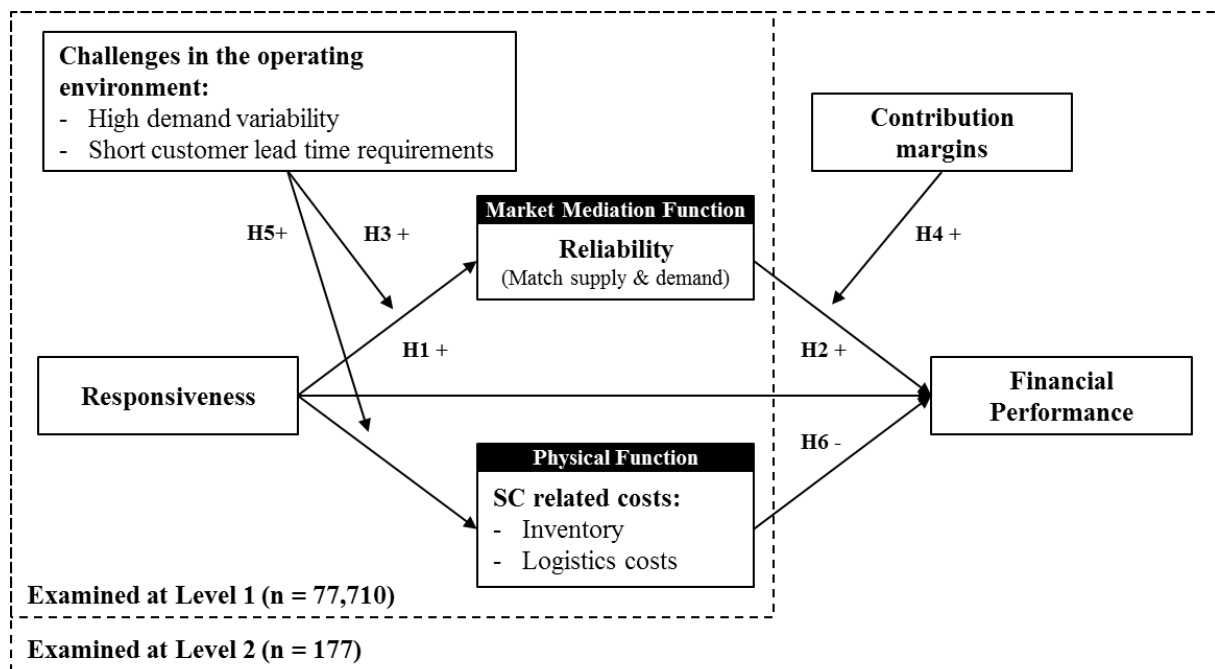 Challenges in the operating
environment:
- High demand variability
- Short customer lead time requirements
Contribution
margins
H5+
H3 +
H4 +
Market Mediation Function
Reliability
(Match supply & demand)
H1 +
H2 +
Responsiveness
Financial
Performance
H6 -
Physical Function
SC related costs:
- Inventory
- Logistics costs
Examined at Level 1 (n = 77,710)
Examined at Level 2 (n = 177)